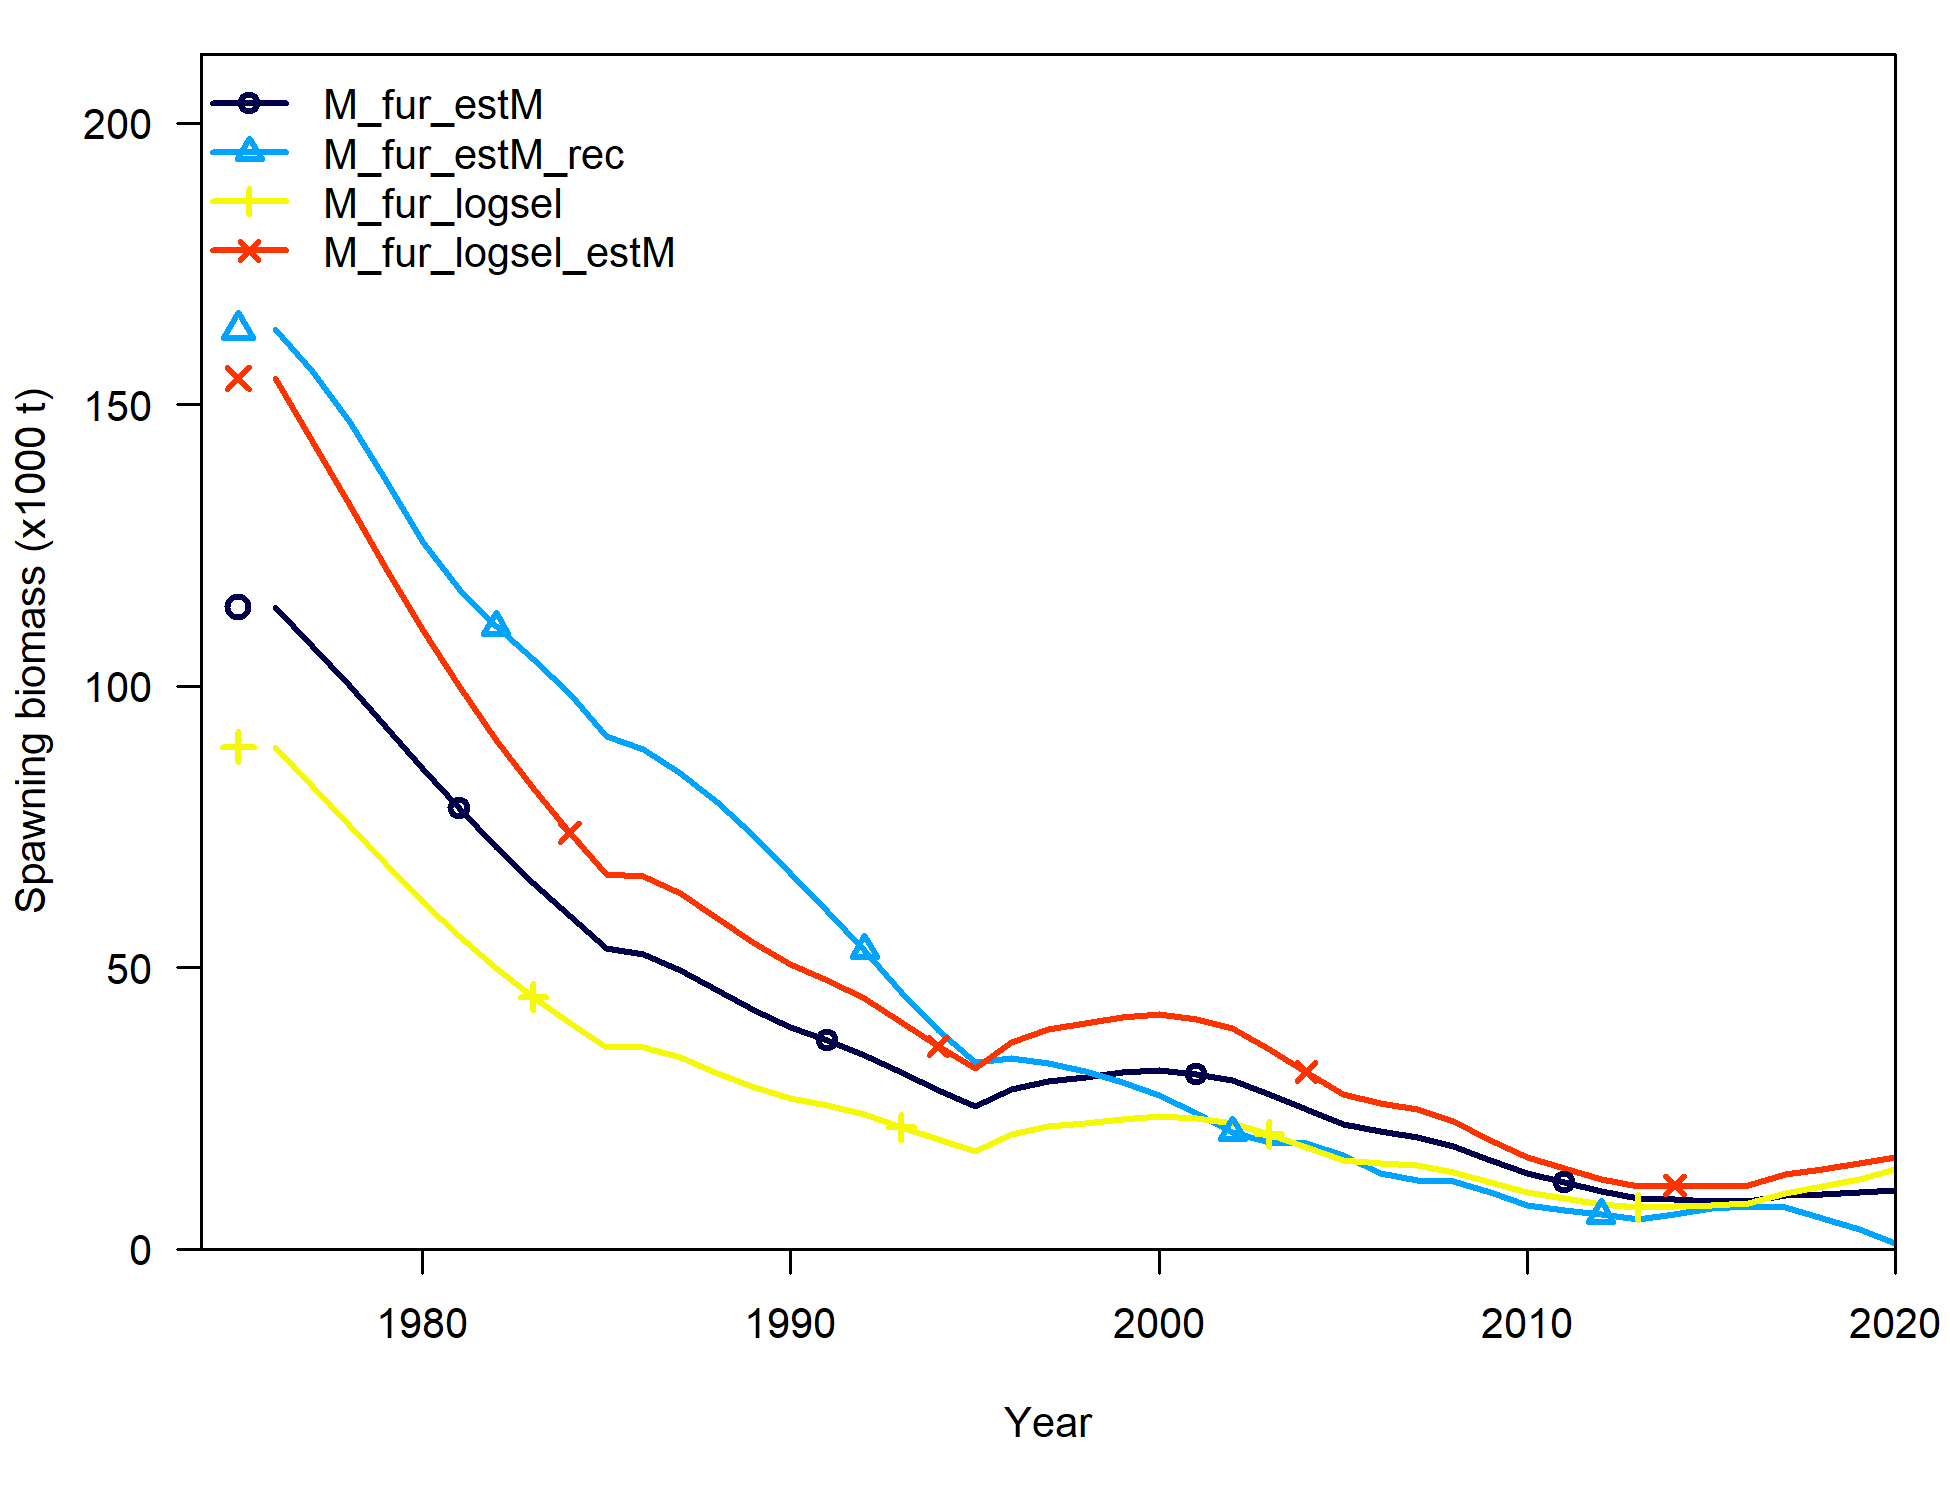 M_fur_estM
M_fur_estM_rec
M_fur_logsel
M_fur_logsel_estM
Spawning biomass (x1000 t)
200
150
100
50
0
1980 1990 2000 2010 2020
Year